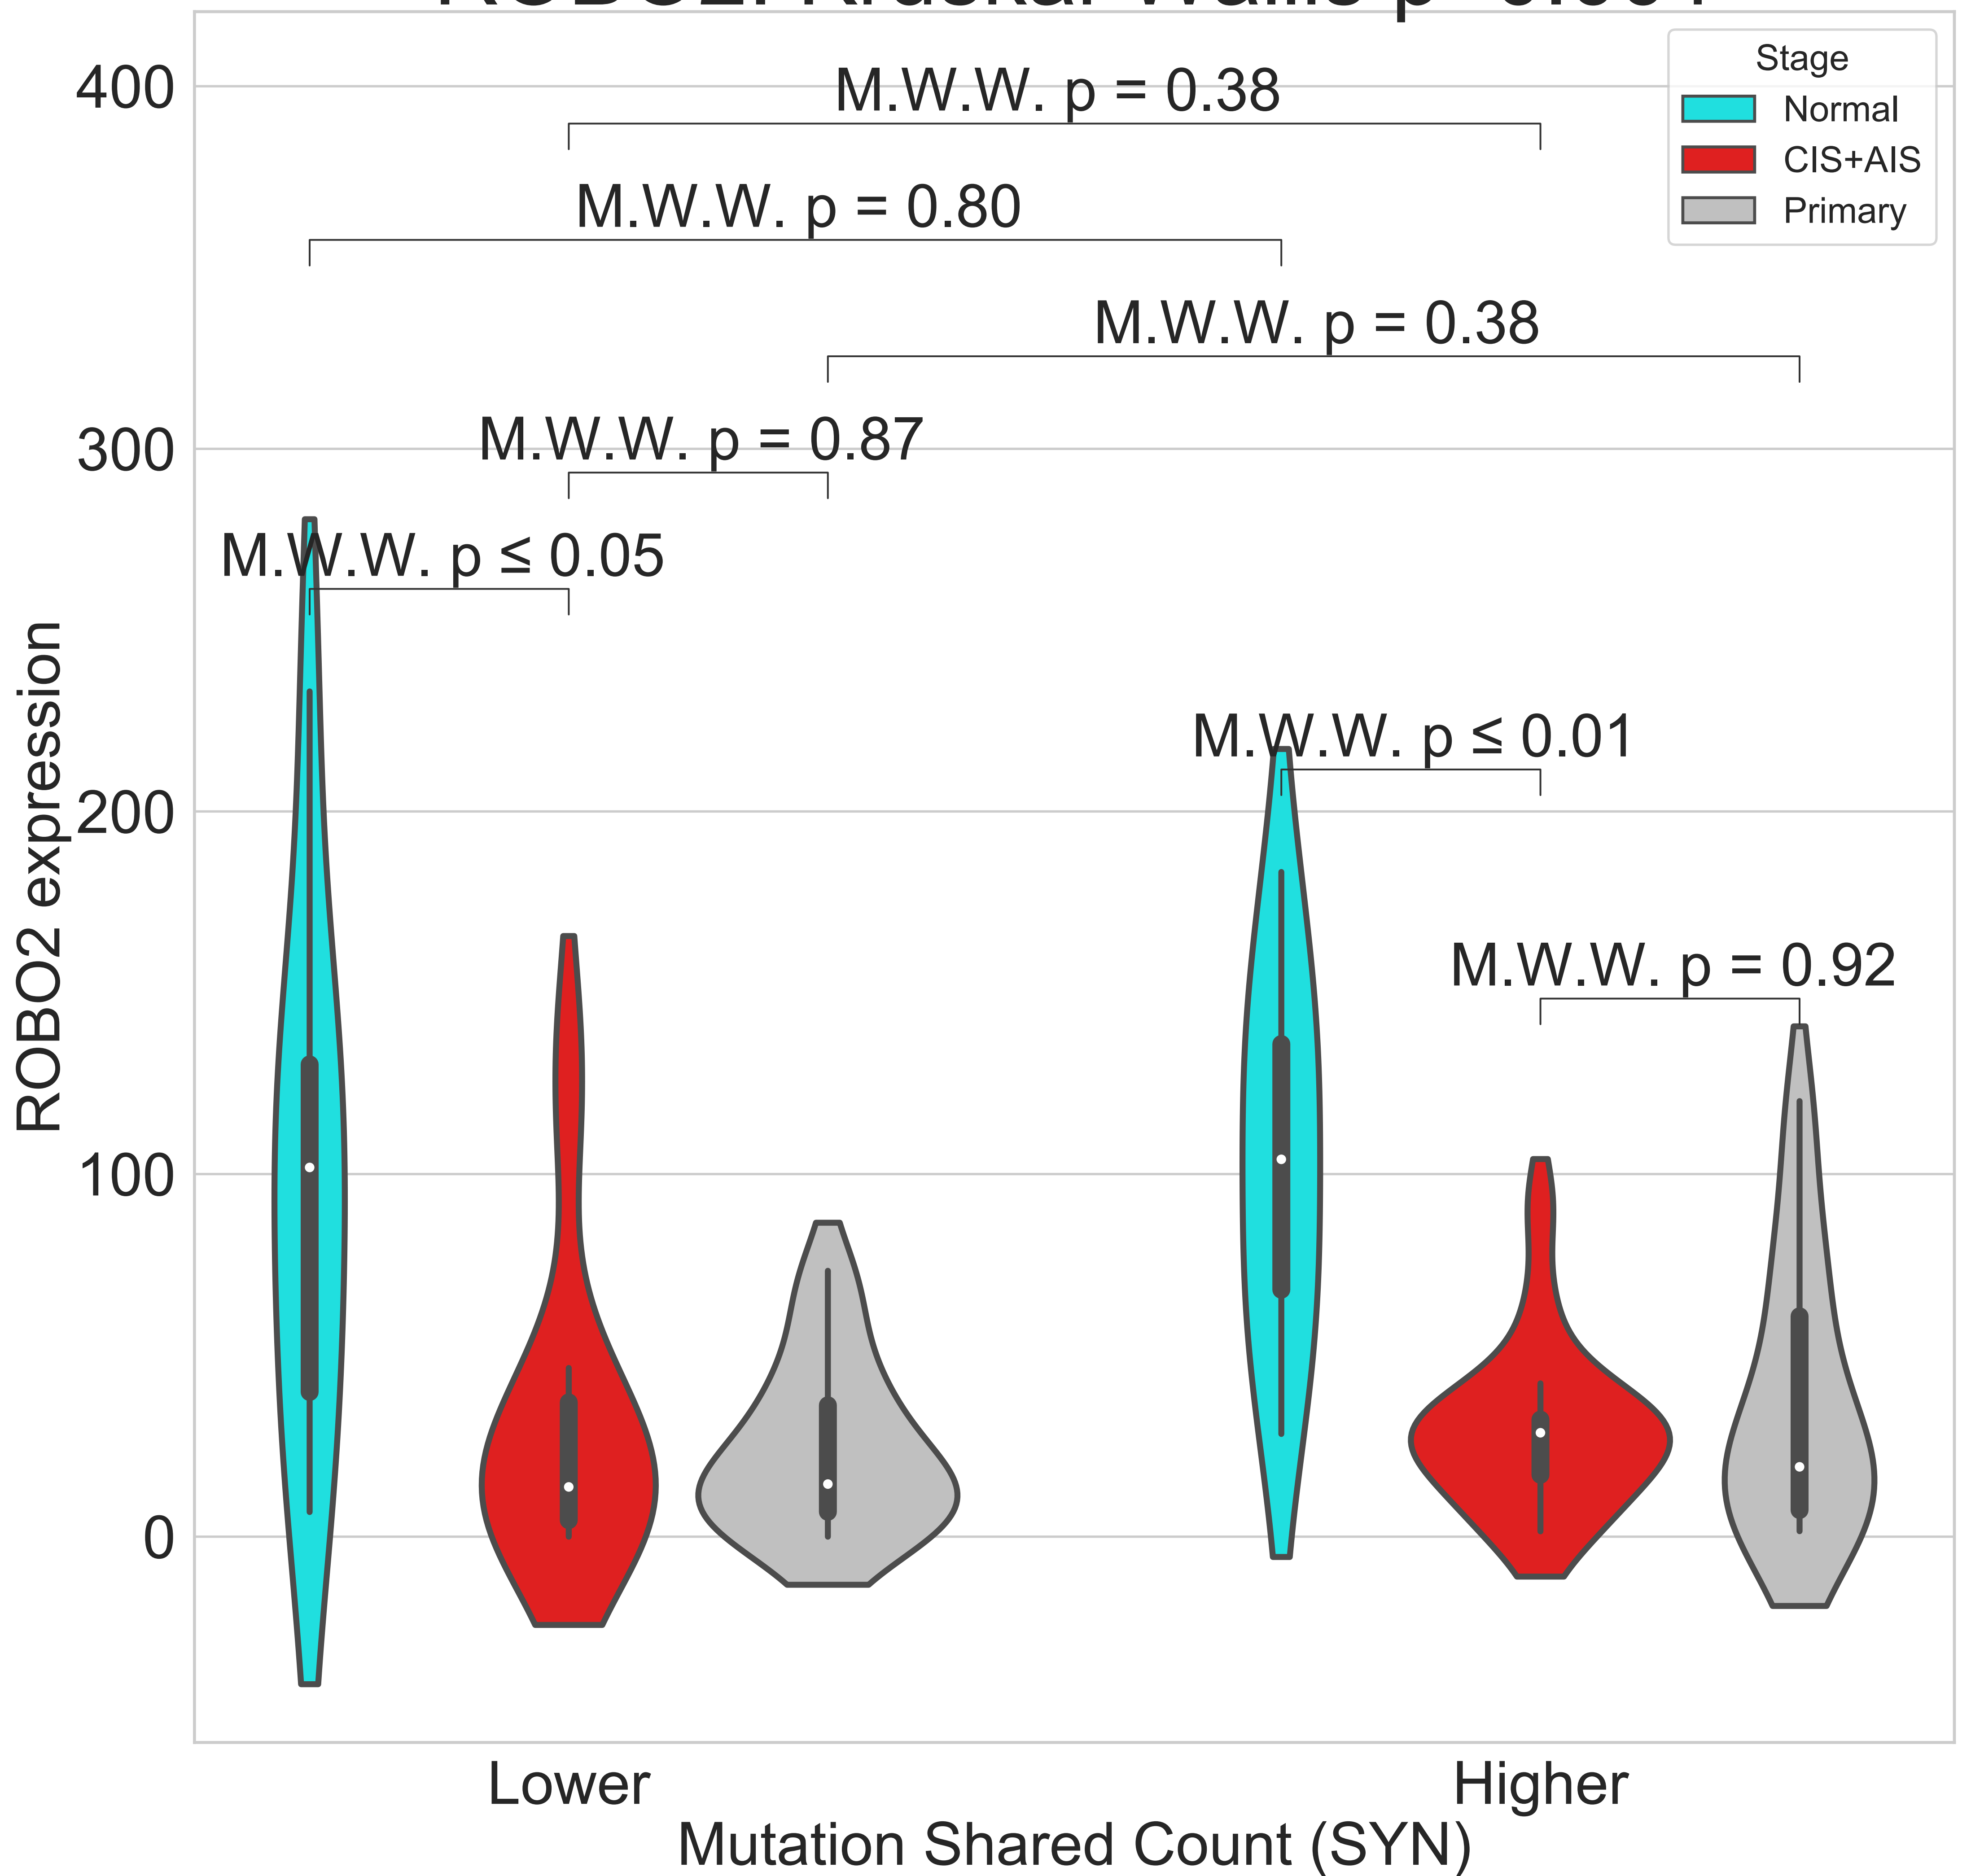 Stage
Normal
CIS+AIS
Primary
M.W.W. p = 0.38
M.W.W. p = 0.80
M.W.W. p = 0.38
M.W.W. p = 0.87
M.W.W. p ≤ 0.05
M.W.W. p ≤ 0.01
M.W.W. p = 0.92
400
300
200
100
0
ROBO2 expression
Lower
Higher
Mutation Shared Count (SYN)